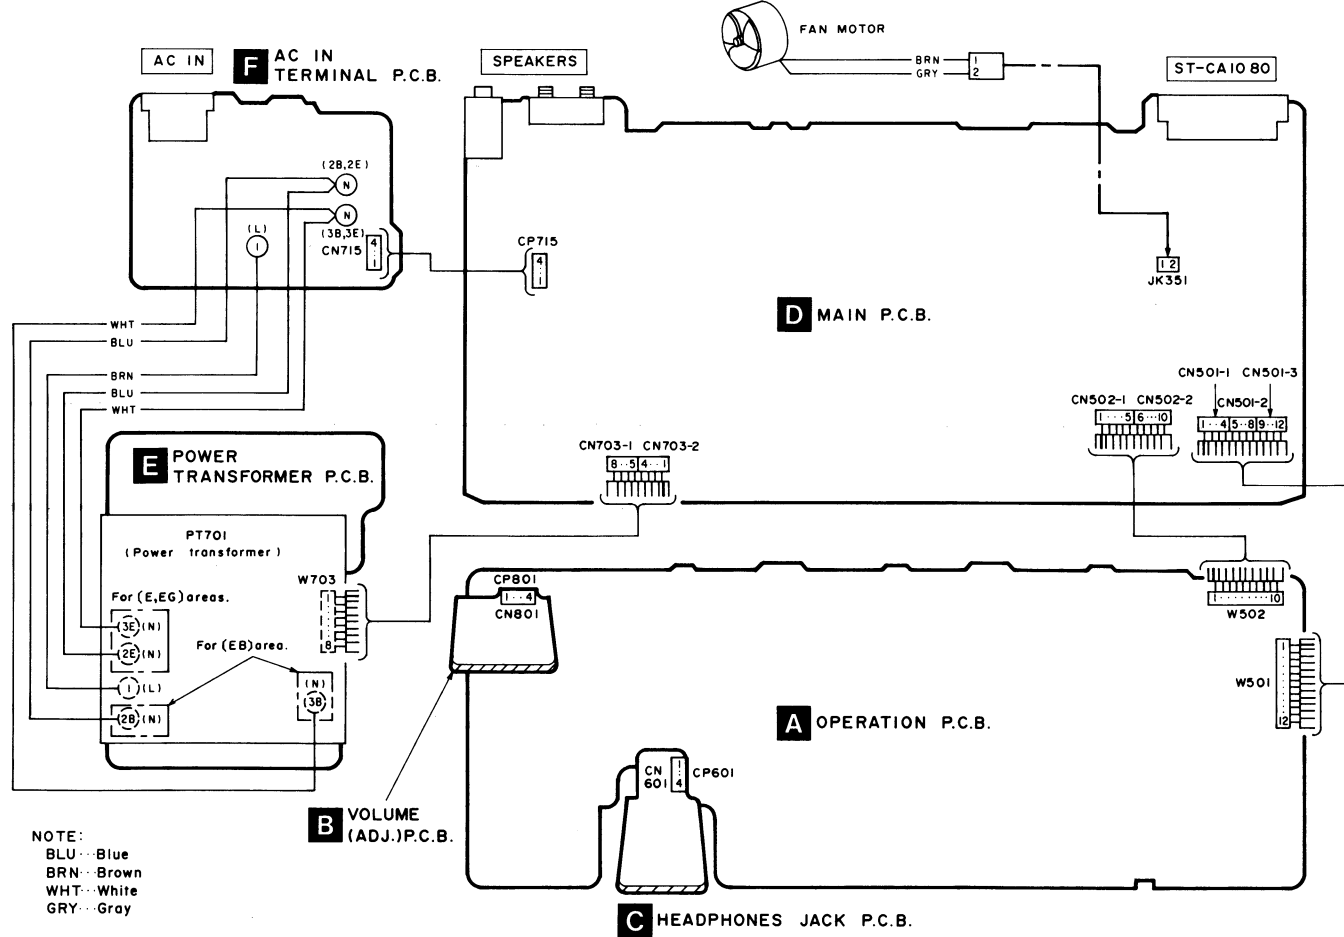 FAN MOTOR
BRN
GRY
1
2
AC IN
F AC IN
TERMINAL P.C.B.
SPEAKERS
ST-CA1080
(2B,2E)
N
N
(L)
1
(3B,3E)
CN715
4
1
CP715
4
1
1 2
JK351
D MAIN P.C.B.
WHT
BLU
BRN
BLU
WHT
CN501-1 CN501-3
CN501-2
CN502-1 CN502-2
1····5 6···10
1··4 5··8 9··12
CN703-1 CN703-2
8··5 4··1
E POWER
TRANSFORMER P.C.B.
PT701
(Power transformer)
W703
1
8
For (E,EG) areas.
3E (N)
2E (N)
For (EB) area.
1 (L)
2B (N)
(N)
3B
CP801
1··4
CN801
1········10
W502
W501
1
12
A OPERATION P.C.B.
CN
601
1
4
CP601
B VOLUME
(ADJ.) P.C.B.
NOTE:
BLU···Blue
BRN···Brown
WHT···White
GRY···Gray
C HEADPHONES JACK P.C.B.